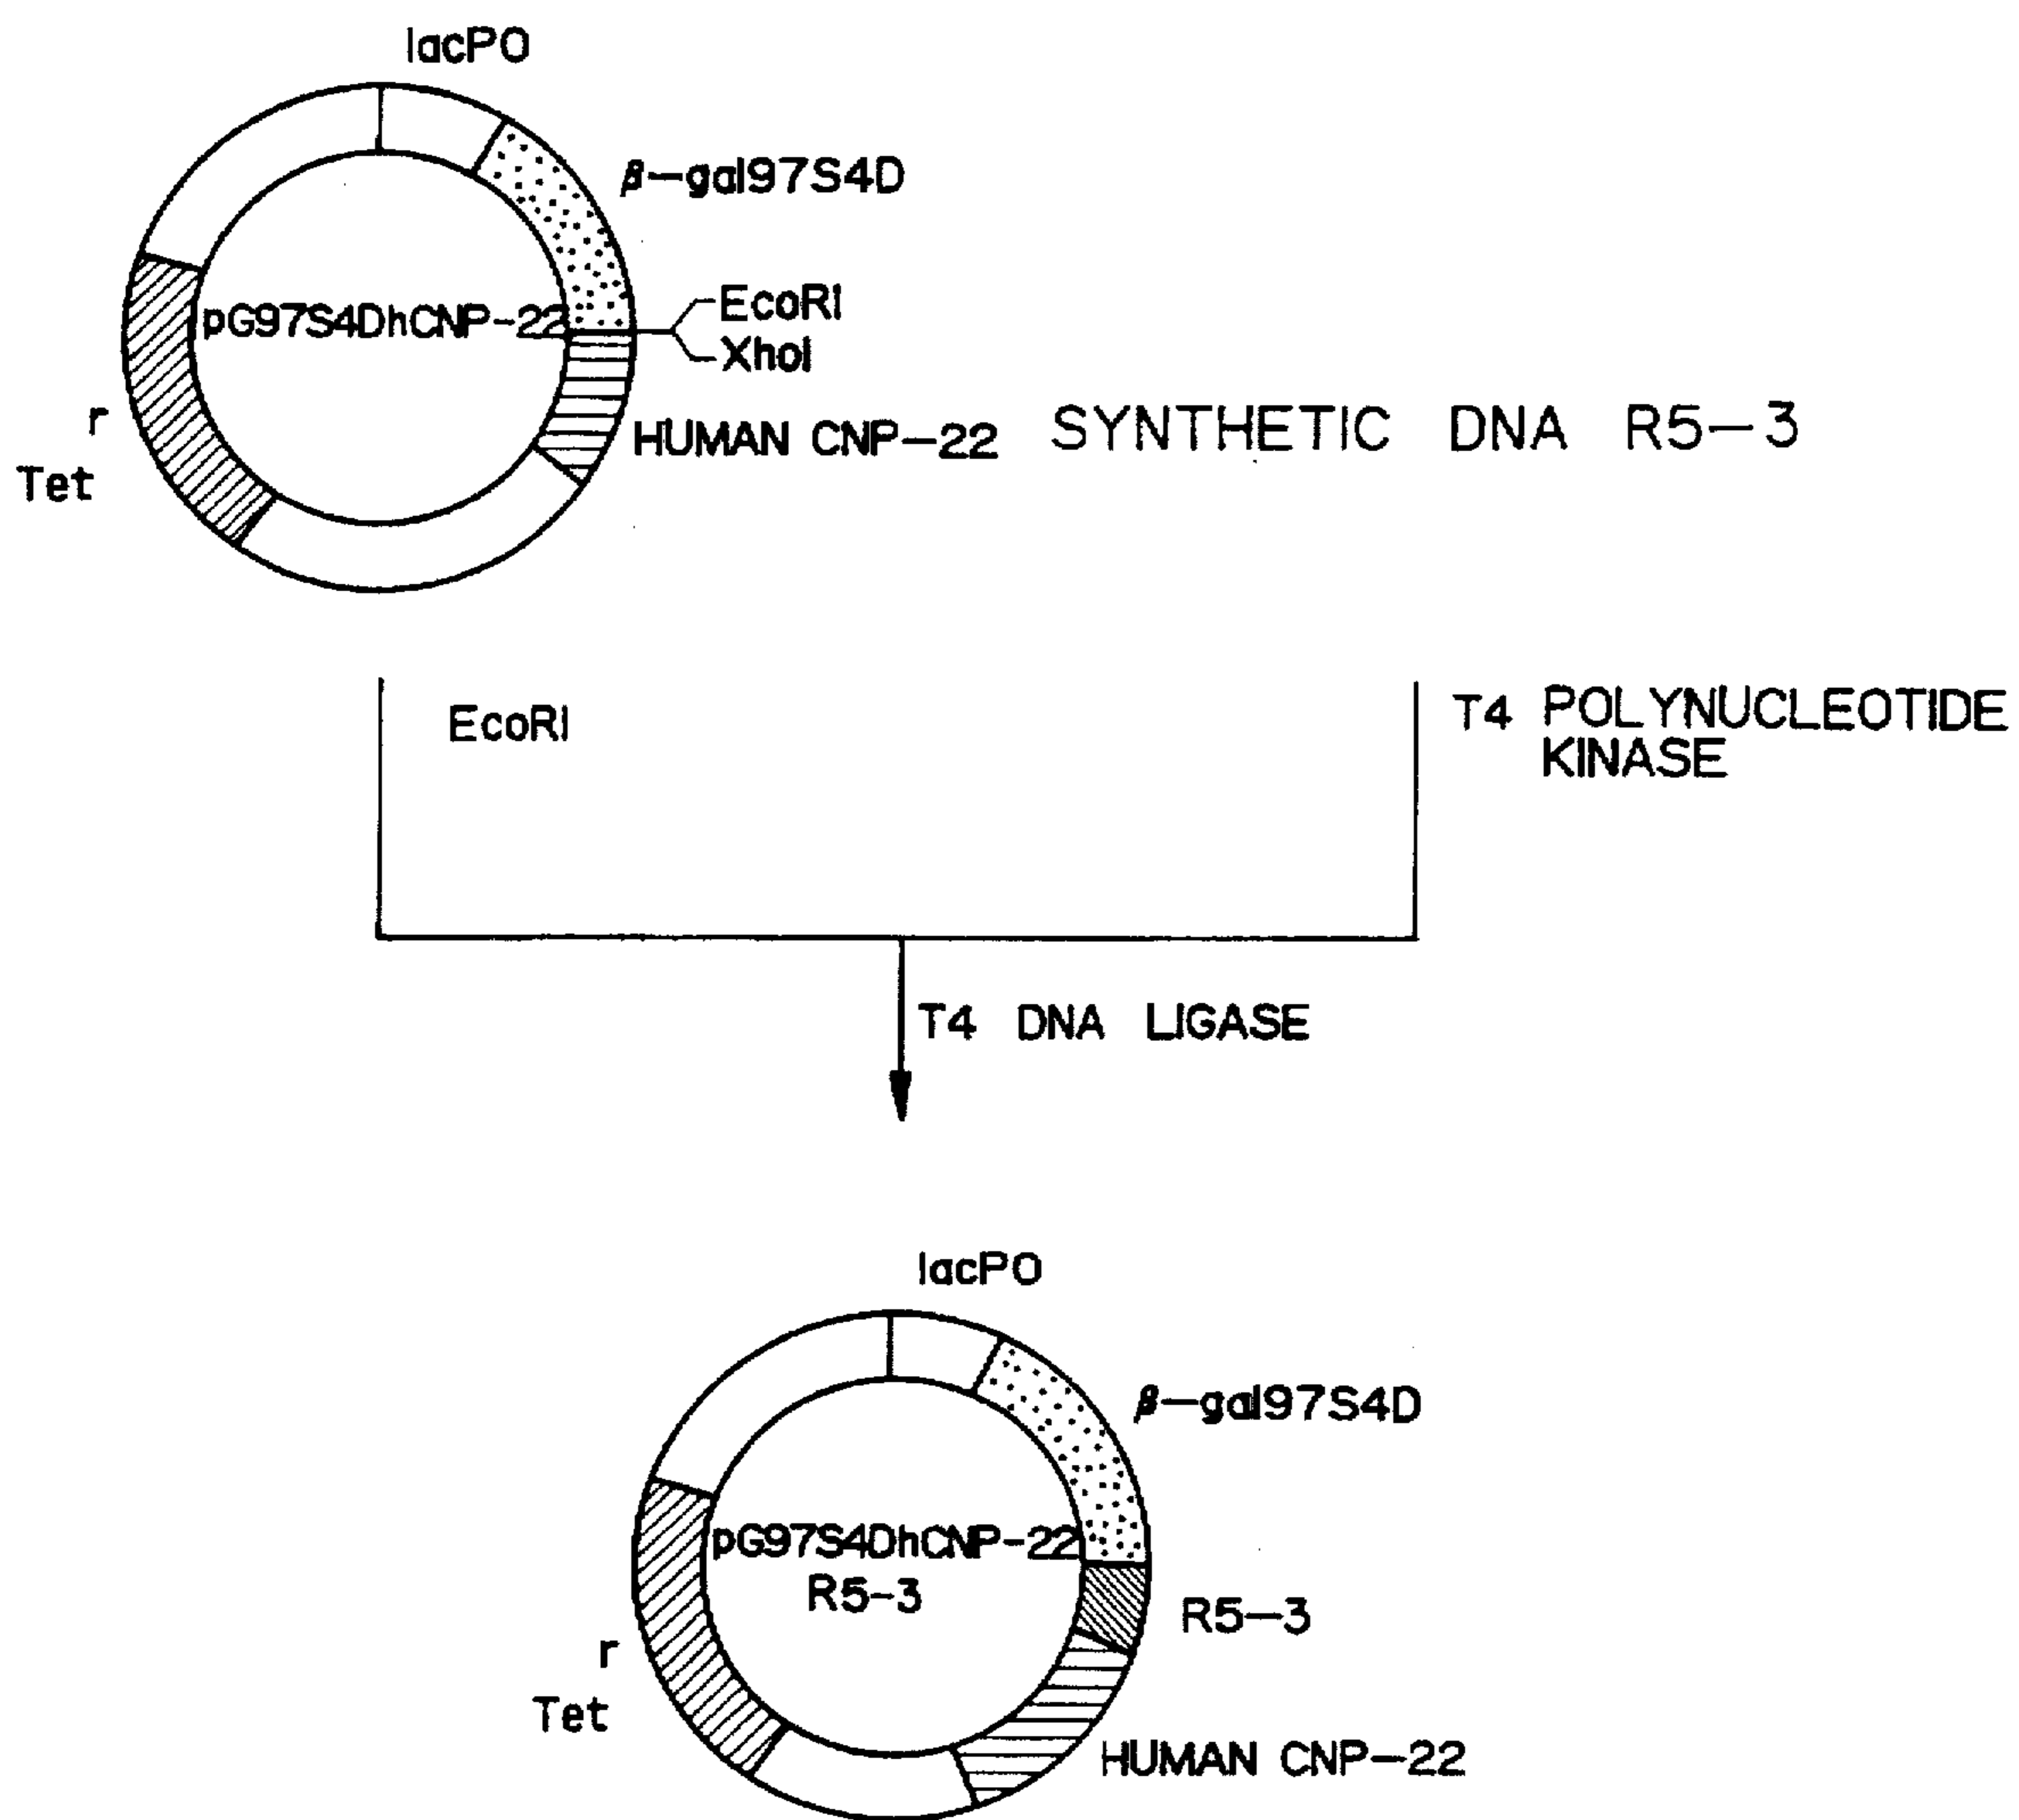 lacPO
β-gal97S4D
EcoRI
pG97S4DhCNP-22
XhoI
r
HUMAN CNP-22
SYNTHETIC DNA R5-3
Tet
EcoRI
T4 POLYNUCLEOTIDE
KINASE
T4 DNA LIGASE
lacPO
β-gal97S4D
pG97S4DhCNP-22
R5-3
R5-3
r
Tet
HUMAN CNP-22